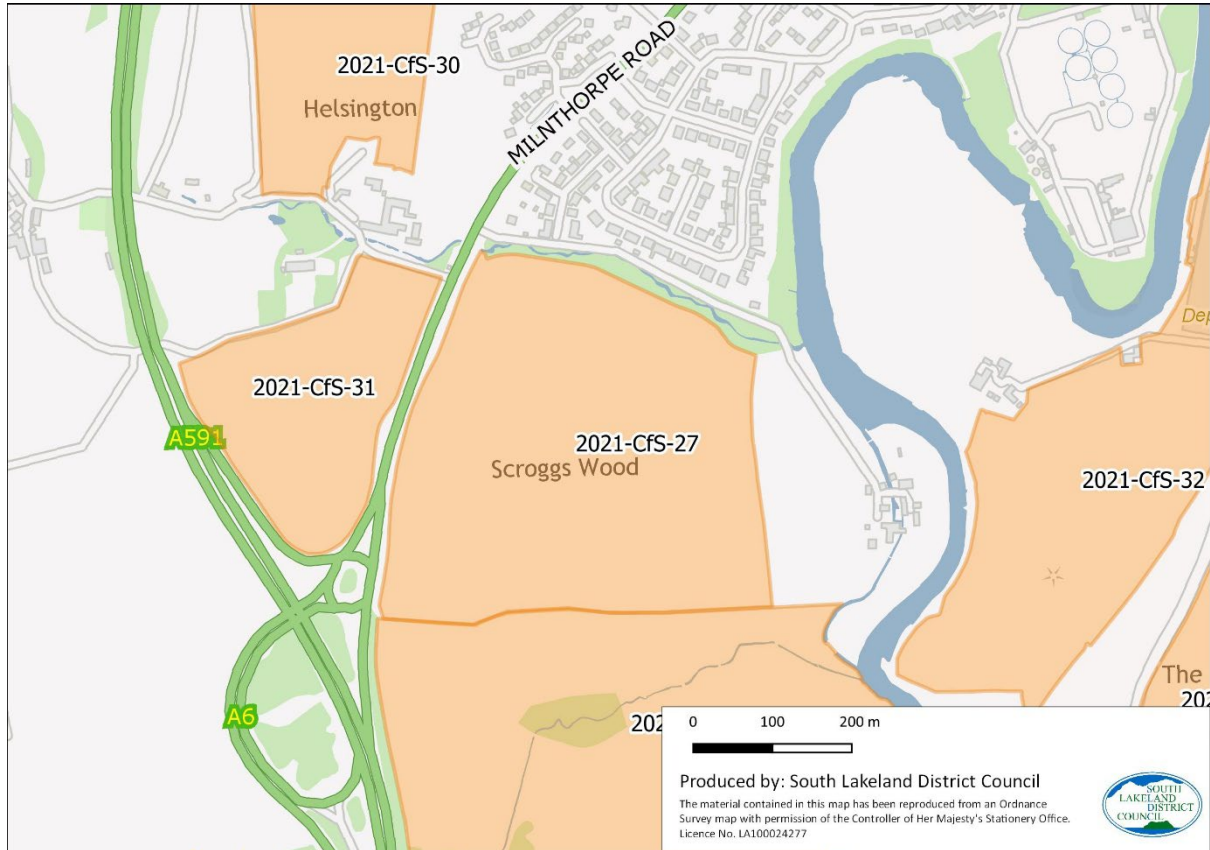 2021-CfS-30
Helsington
MILNTHORPE ROAD
2021-CfS-31
A591
2021-CfS-27
Scroggs Wood
2021-CfS-32
The
A6
0 100 200 m
Produced by: South Lakeland District Council
The material contained in this map has been reproduced from an Ordnance
Survey map with permission of the Controller of Her Majesty's Stationery Office.
Licence No. LA100024277
SOUTH
LAKELAND
DISTRICT
COUNCIL